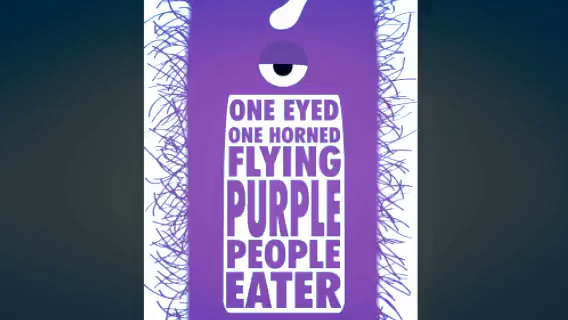 ONE EYED
ONE HORNED
FLYING
PURPLE
PEOPLE
EATER